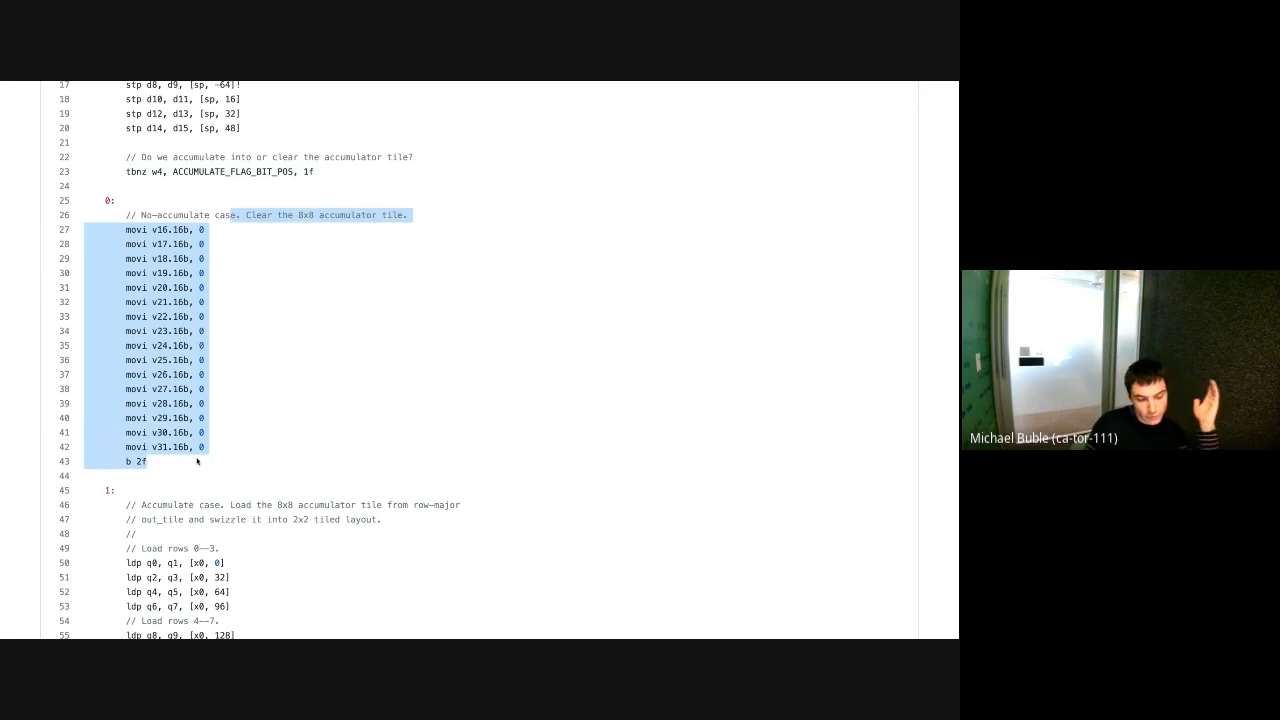 17 stp d8, d9, [sp, -64]!
18 stp d10, d11, [sp, 16]
19 stp d12, d13, [sp, 32]
20 stp d14, d15, [sp, 48]
21
22 // Do we accumulate into or clear the accumulator tile?
23 tbnz w4, ACCUMULATE_FLAG_BIT_POS, 1f
24
25 0:
26 // No-accumulate case. Clear the 8x8 accumulator tile.
27 movi v16.16b, 0
28 movi v17.16b, 0
29 movi v18.16b, 0
30 movi v19.16b, 0
31 movi v20.16b, 0
32 movi v21.16b, 0
33 movi v22.16b, 0
34 movi v23.16b, 0
35 movi v24.16b, 0
36 movi v25.16b, 0
37 movi v26.16b, 0
38 movi v27.16b, 0
39 movi v28.16b, 0
40 movi v29.16b, 0
41 movi v30.16b, 0
42 movi v31.16b, 0
43 b 2f
44
45 1:
46 // Accumulate case. Load the 8x8 accumulator tile from row-major
47 // out_tile and swizzle it into 2x2 tiled layout.
48 //
49 // Load rows 0--3.
50 ldp q0, q1, [x0, 0]
51 ldp q2, q3, [x0, 32]
52 ldp q4, q5, [x0, 64]
53 ldp q6, q7, [x0, 96]
54 // Load rows 4--7.
55 ldp q8, q9, [x0, 128]
Michael Buble (ca-tor-111)